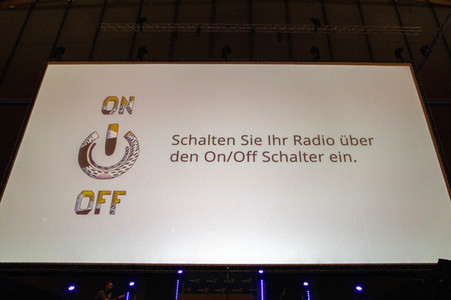 ON
OFF
Schalten Sie Ihr Radio über
den On/Off Schalter ein.